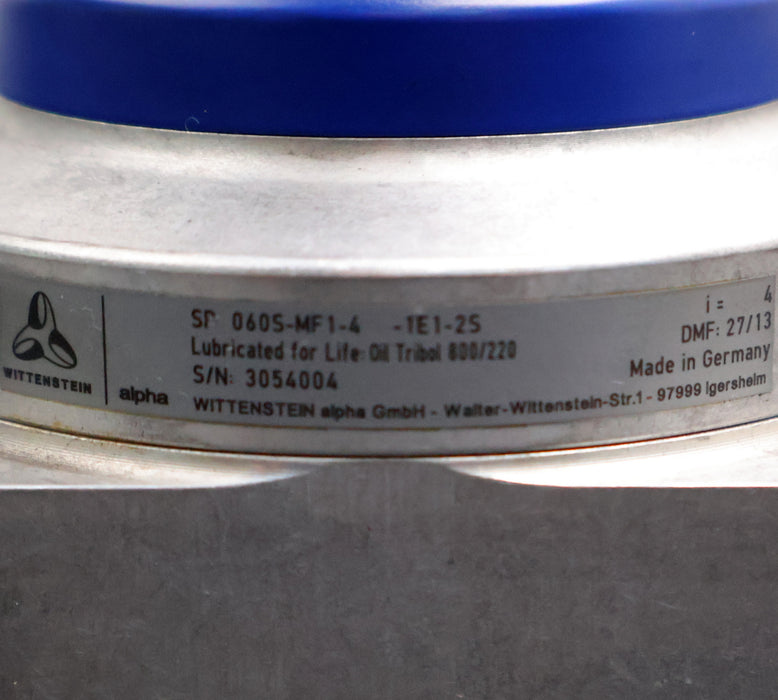 WITTENSTEIN
alpha
SP 060S-MF1-4 -1E1-2S
i = 4
Lubricated for Life: Oil Tribol 800/220
DMF: 27/13
S/N: 3054004
Made in Germany
WITTENSTEIN alpha GmbH - Walter-Wittenstein-Str.1 - 97999 Igersheim